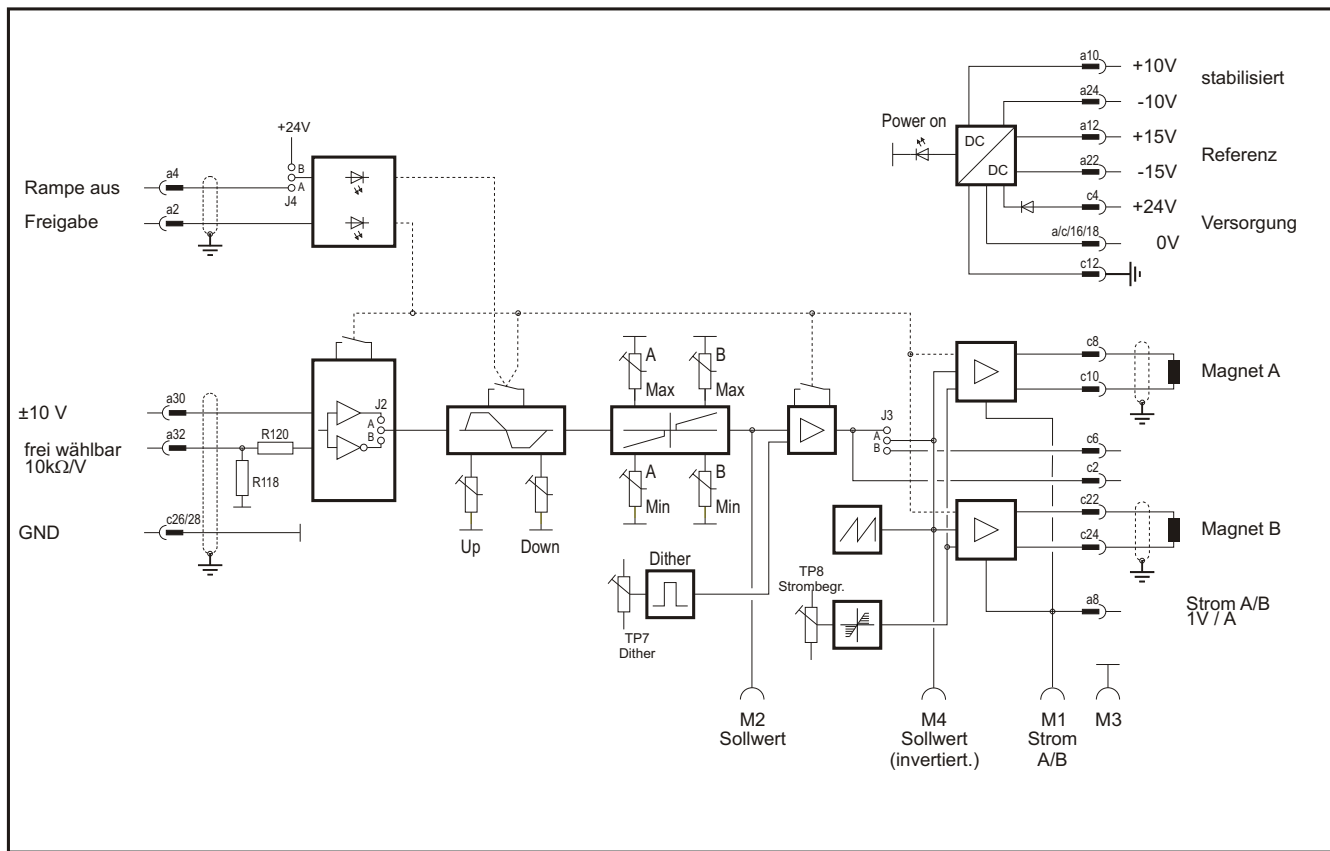 a10
+10V
stabilisiert
a24
-10V
Power on
a12
+15V
Referenz
DC
DC
a22
-15V
c4
+24V
Versorgung
a/c/16/18
0V
c12
+24V
B
A
J4
Rampe aus
a4
Freigabe
a2
±10 V
a30
frei wählbar
10kΩ/V
a32
R120
R118
GND
c26/28
J2
A
B
Up
Down
A
Max
B
Max
A
Min
B
Min
J3
A
B
c8
c10
Magnet A
c6
c2
c22
c24
Magnet B
a8
Strom A/B
1V / A
Dither
TP7
Dither
TP8
Strombegr.
M2
Sollwert
M4
Sollwert
(invertiert.)
M1
Strom
A/B
M3